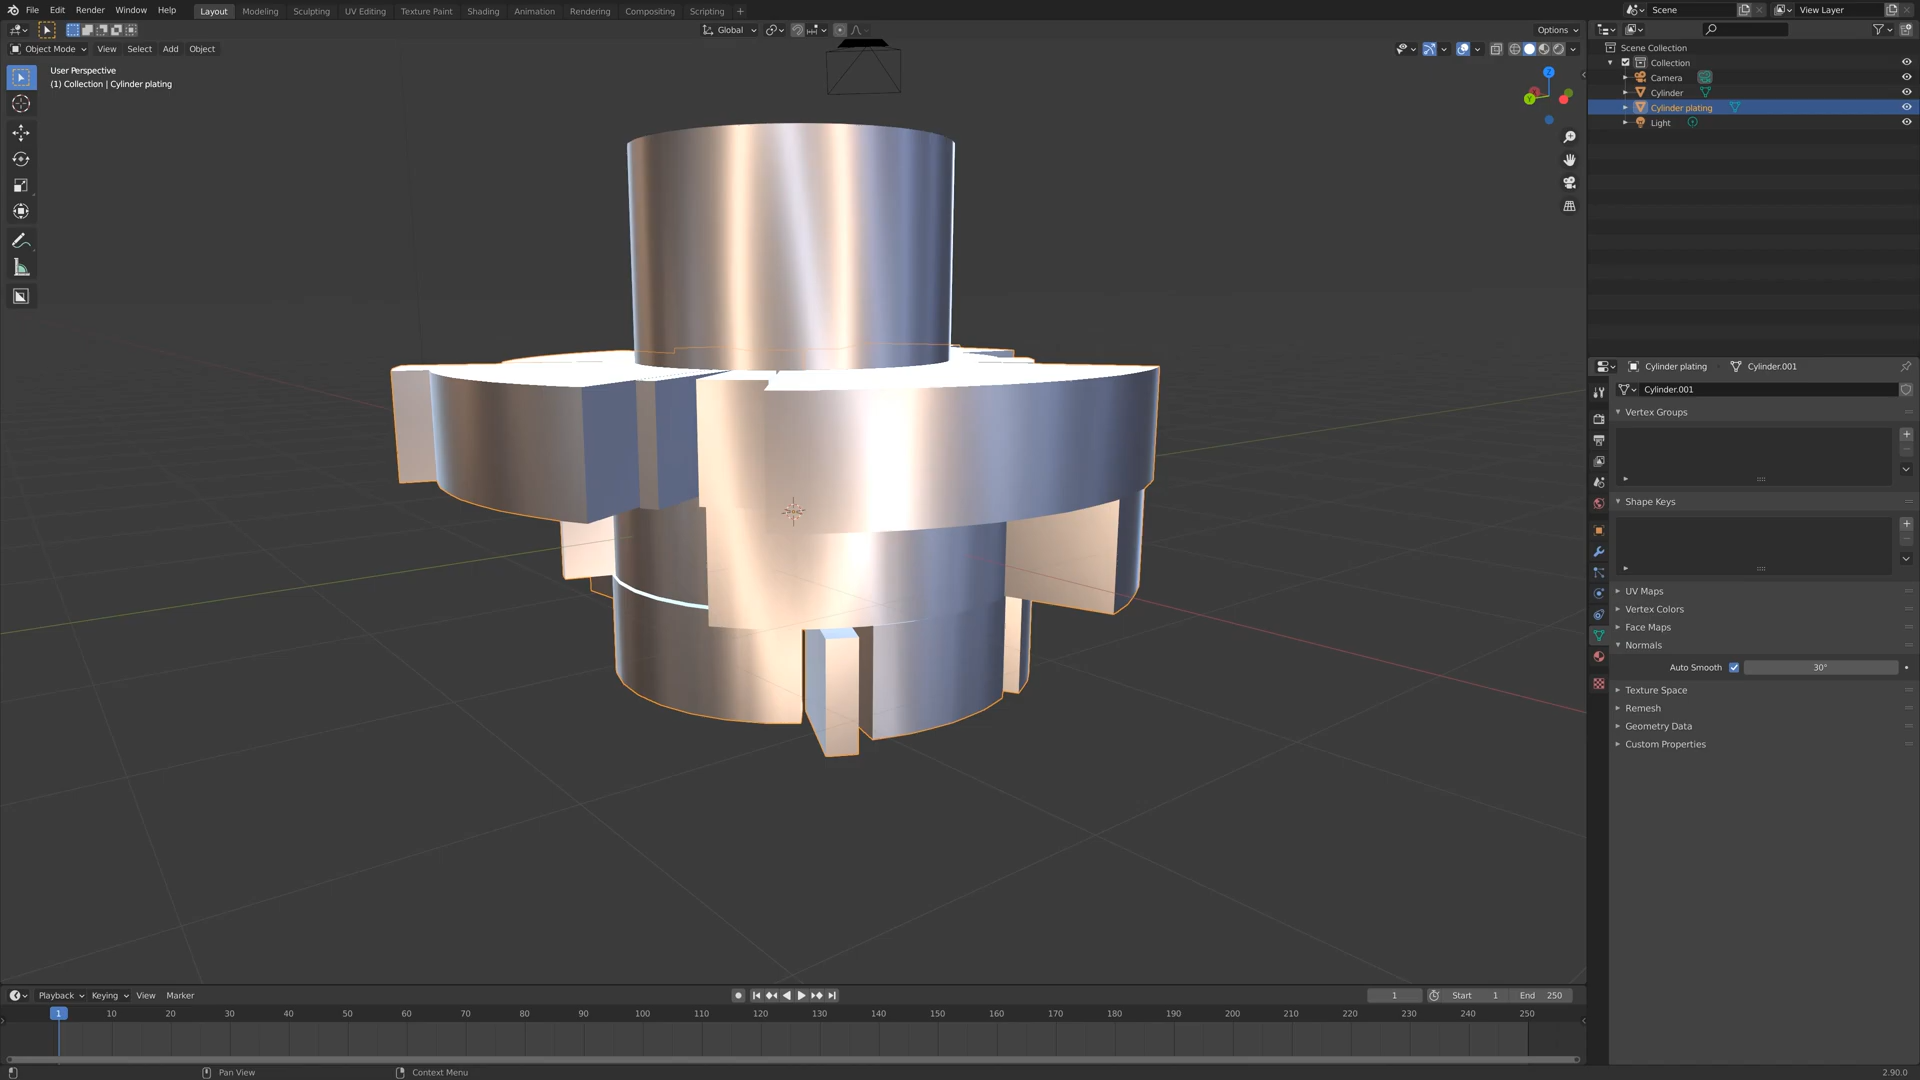 File Edit Render Window Help Layout Modeling Sculpting UV Editing Texture Paint Shading Animation Rendering Compositing Scripting +
Scene View Layer
Global Options
Object Mode View Select Add Object
User Perspective
(1) Collection | Cylinder plating
Z
Y
Scene Collection
Collection
Camera
Cylinder
Cylinder plating
Light
Cylinder plating Cylinder.001
Cylinder.001
Vertex Groups
Shape Keys
UV Maps
Vertex Colors
Face Maps
Normals
Auto Smooth 30°
Texture Space
Remesh
Geometry Data
Custom Properties
Playback Keying View Marker 1 Start 1 End 250
1 10 20 30 40 50 60 70 80 90 100 110 120 130 140 150 160 170 180 190 200 210 220 230 240 250
Pan View Context Menu 2.90.0